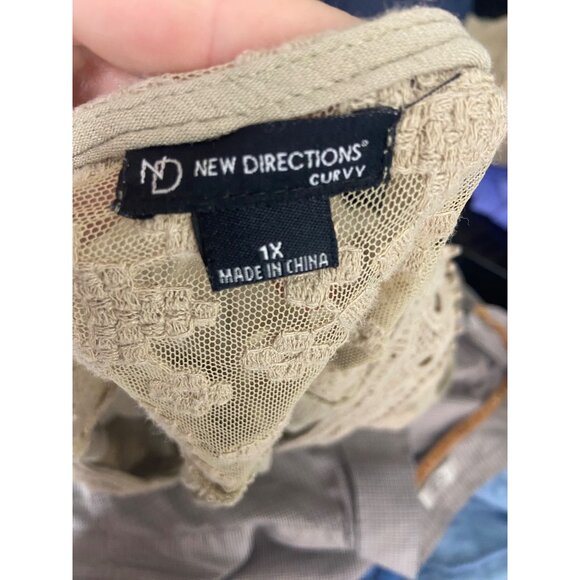 ND NEW DIRECTIONS®
CURVY
1X
MADE IN CHINA